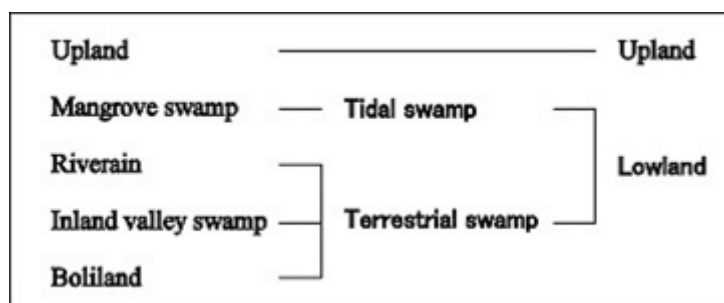 Upland Upland
Mangrove swamp Tidal swamp
Riverain
Lowland
Inland valley swamp Terrestrial swamp
Boliland